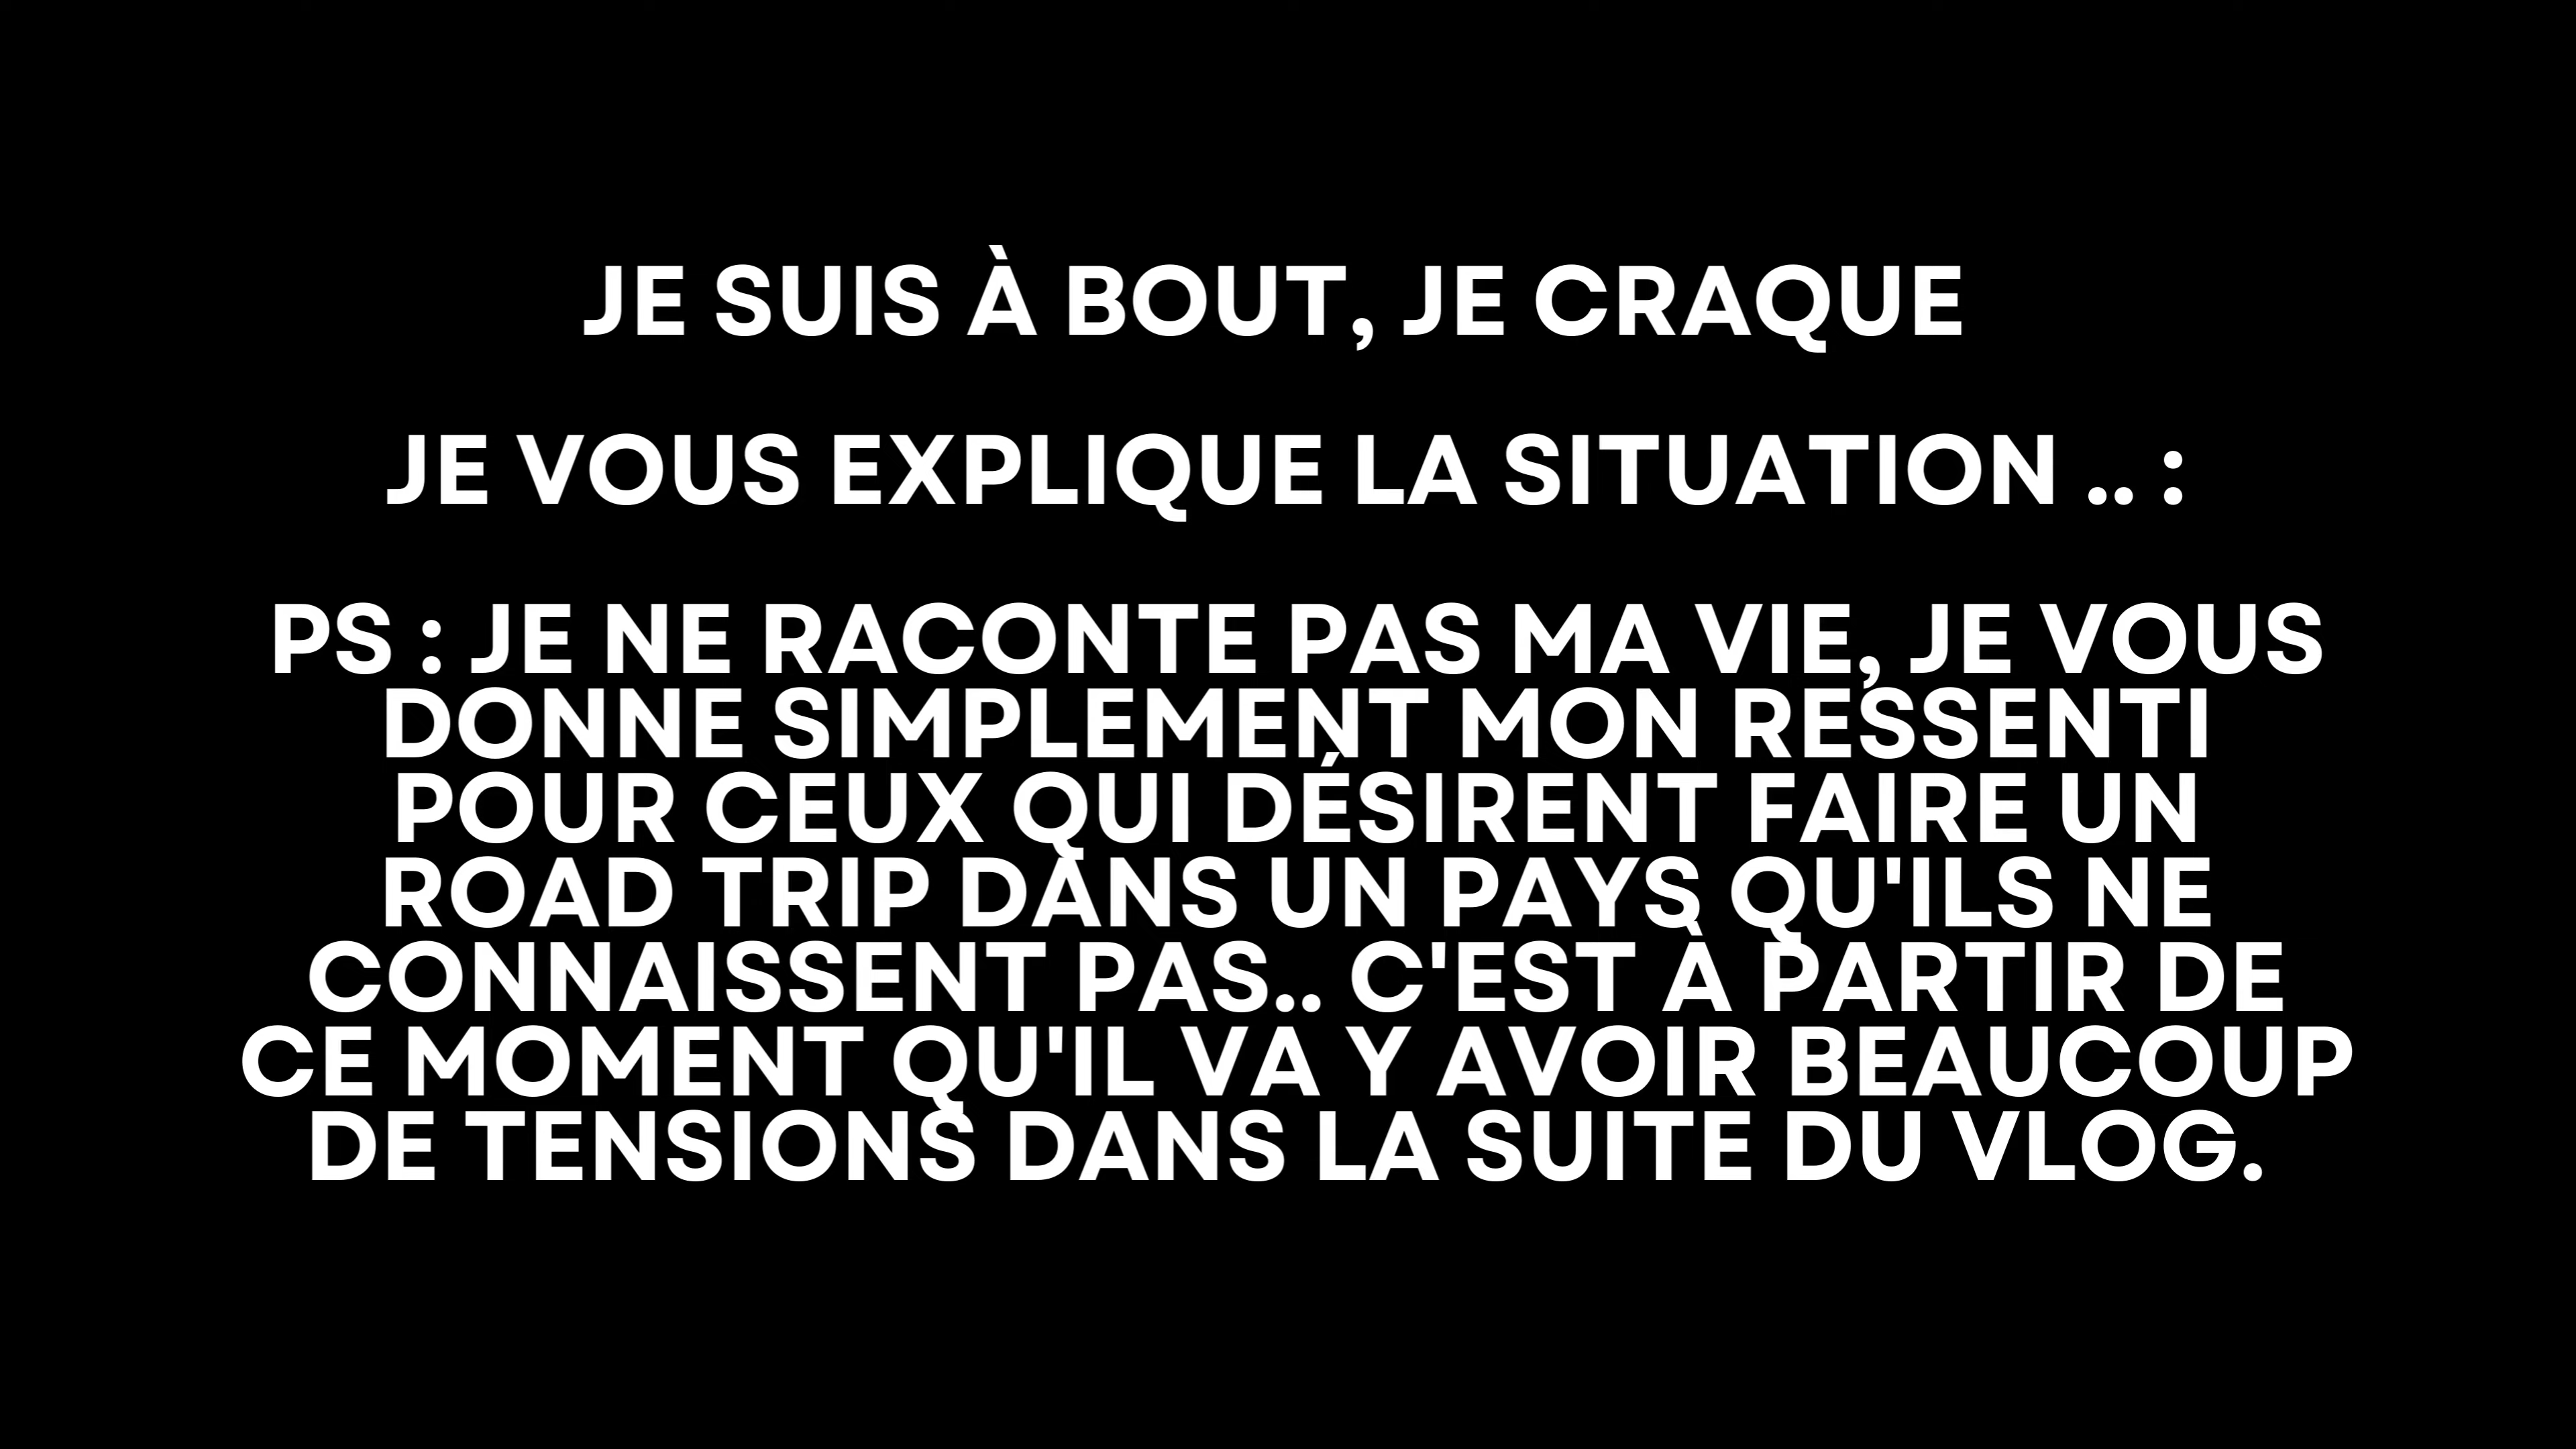 JE SUIS À BOUT, JE CRAQUE
JE VOUS EXPLIQUE LA SITUATION .. :
PS : JE NE RACONTE PAS MA VIE, JE VOUS
DONNE SIMPLEMENT MON RESSENTI
POUR CEUX QUI DÉSIRENT FAIRE UN
ROAD TRIP DANS UN PAYS QU'ILS NE
CONNAISSENT PAS.. C'EST À PARTIR DE
CE MOMENT QU'IL VA Y AVOIR BEAUCOUP
DE TENSIONS DANS LA SUITE DU VLOG.